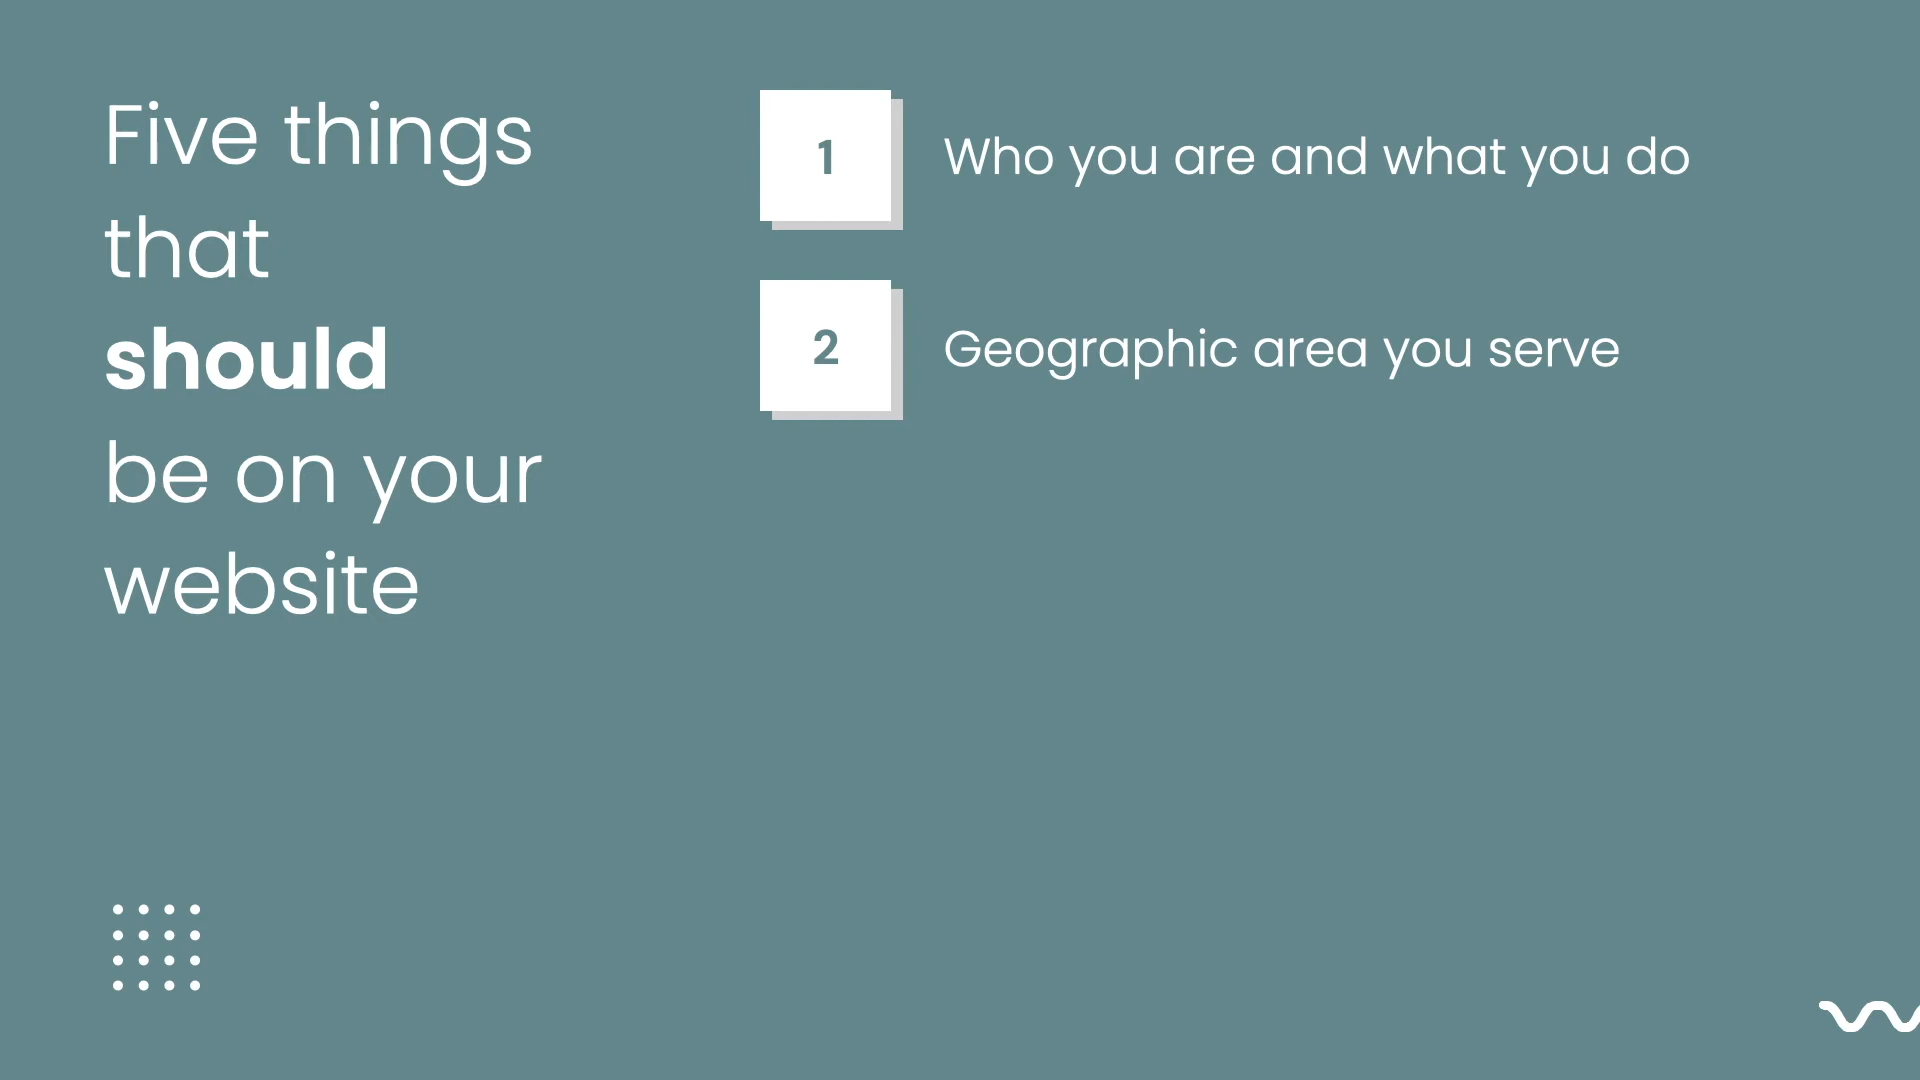 Five things
that
should
be on your
website
1
Who you are and what you do
2
Geographic area you serve